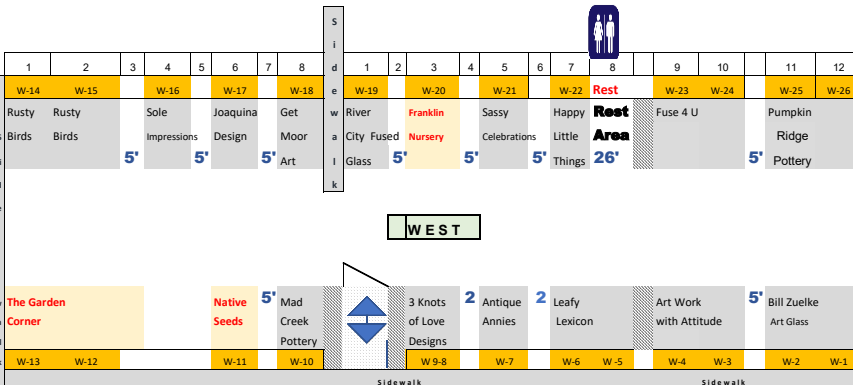 Sidewalk
1 2 3 4 5 6 7 8 1 2 3 4 5 6 7 8 9 10 11 12
W-14 W-15 W-16 W-17 W-18 W-19 W-20 W-21 W-22 Rest W-23 W-24 W-25 W-26
Rusty Rusty Sole Joaquina Get River Franklin Sassy Happy Rest Fuse 4 U Pumpkin
Birds Birds Impressions Design Moor City Fused Nursery Celebrations Little Area Ridge
5' 5' 5' Art Glass 5' 5' 5' Things 26' 5' Pottery
WEST
The Garden Native 5' Mad 3 Knots 2 Antique 2 Leafy Art Work 5' Bill Zuelke
Corner Seeds Creek of Love Annies Lexicon with Attitude Art Glass
Pottery Designs
W-13 W-12 W-11 W-10 W 9-8 W-7 W-6 W -5 W-4 W-3 W-2 W-1
Sidewalk Sidewalk